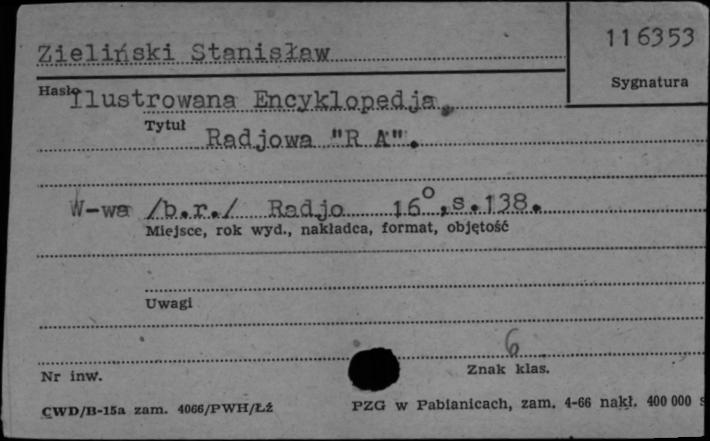 Zieliński Stanisław
116353
Sygnatura
Hasło
Ilustrowana Encyklopedja
Tytuł
Radjowa "R A".
W-wa /b.r./ Radjo 16°,s.138.
Miejsce, rok wyd., nakładca, format, objętość
Uwagi
6
Nr inw.
Znak klas.
CWD/B-15a zam. 4066/PWH/Łź
PZG w Pabianicach, zam. 4-66 nakł. 400 000 s